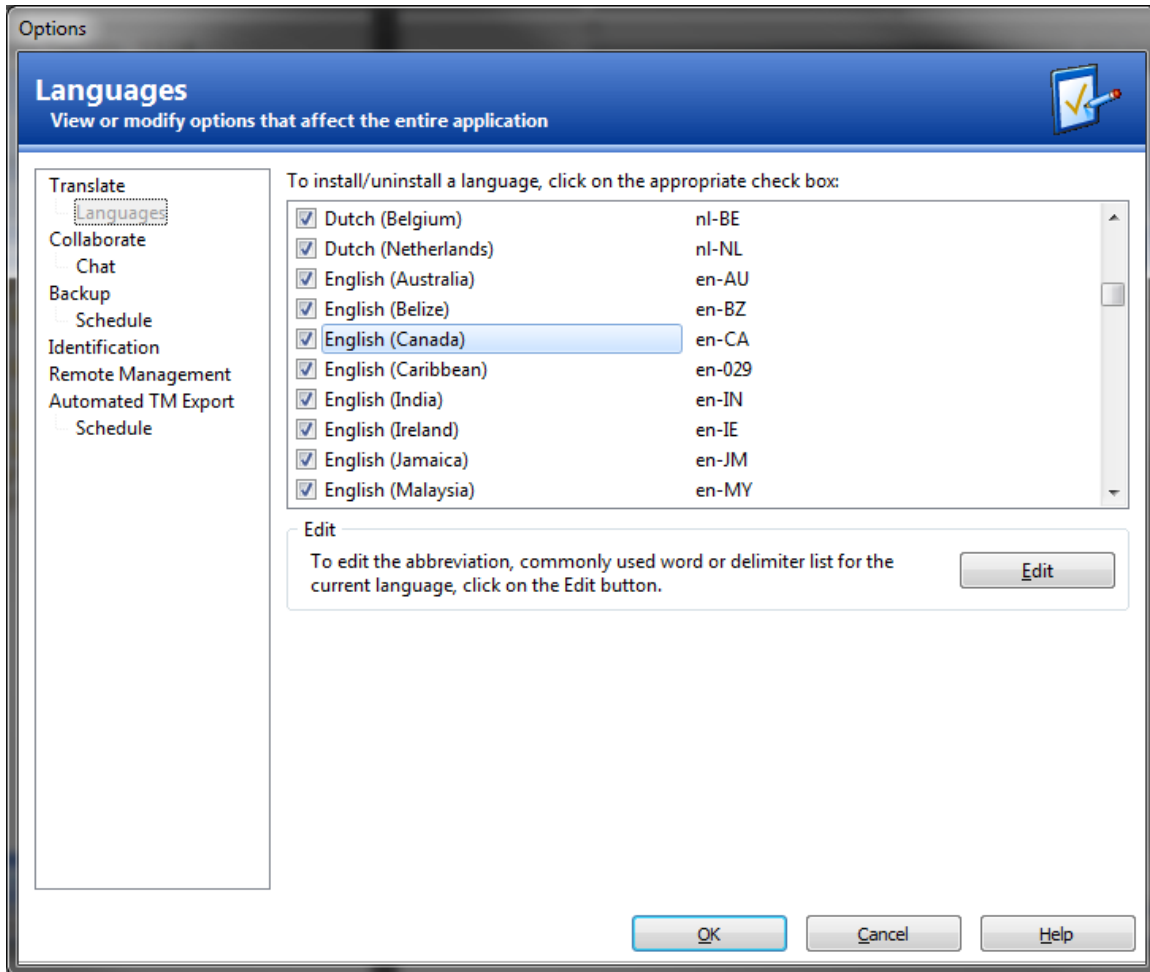 Options
Languages
View or modify options that affect the entire application
Translate
Languages
Collaborate
Chat
Backup
Schedule
Identification
Remote Management
Automated TM Export
Schedule
To install/uninstall a language, click on the appropriate check box:
Dutch (Belgium) nl-BE
Dutch (Netherlands) nl-NL
English (Australia) en-AU
English (Belize) en-BZ
English (Canada) en-CA
English (Caribbean) en-029
English (India) en-IN
English (Ireland) en-IE
English (Jamaica) en-JM
English (Malaysia) en-MY
Edit
To edit the abbreviation, commonly used word or delimiter list for the
current language, click on the Edit button.
Edit
OK Cancel Help